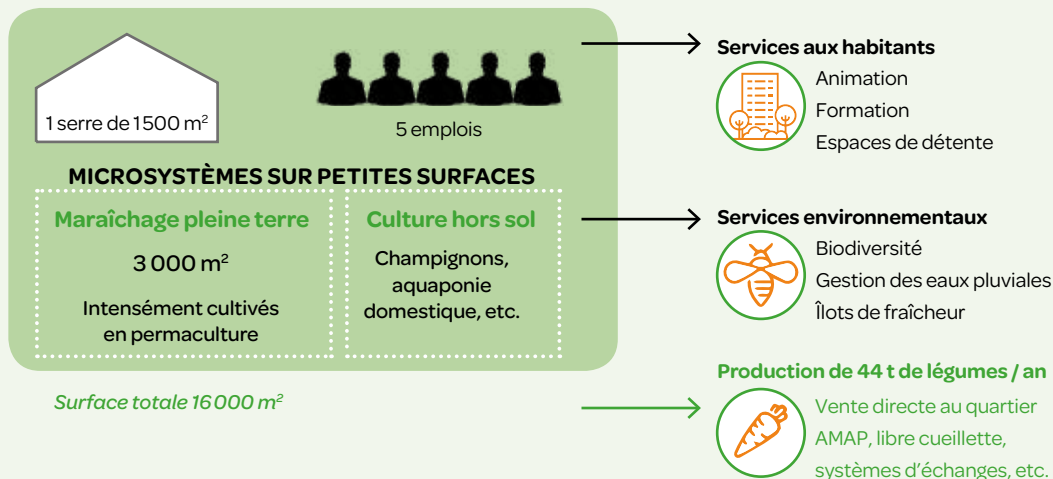 1 serre de 1500 m²
5 emplois
MICROSYSTÈMES SUR PETITES SURFACES
Maraîchage pleine terre
3 000 m²
Intensément cultivés
en permaculture
Culture hors sol
Champignons,
aquaponie
domestique, etc.
Surface totale 16 000 m²
Services aux habitants
Animation
Formation
Espaces de détente
Services environnementaux
Biodiversité
Gestion des eaux pluviales
Îlots de fraîcheur
Production de 44 t de légumes / an
Vente directe au quartier
AMAP, libre cueillette,
systèmes d'échanges, etc.